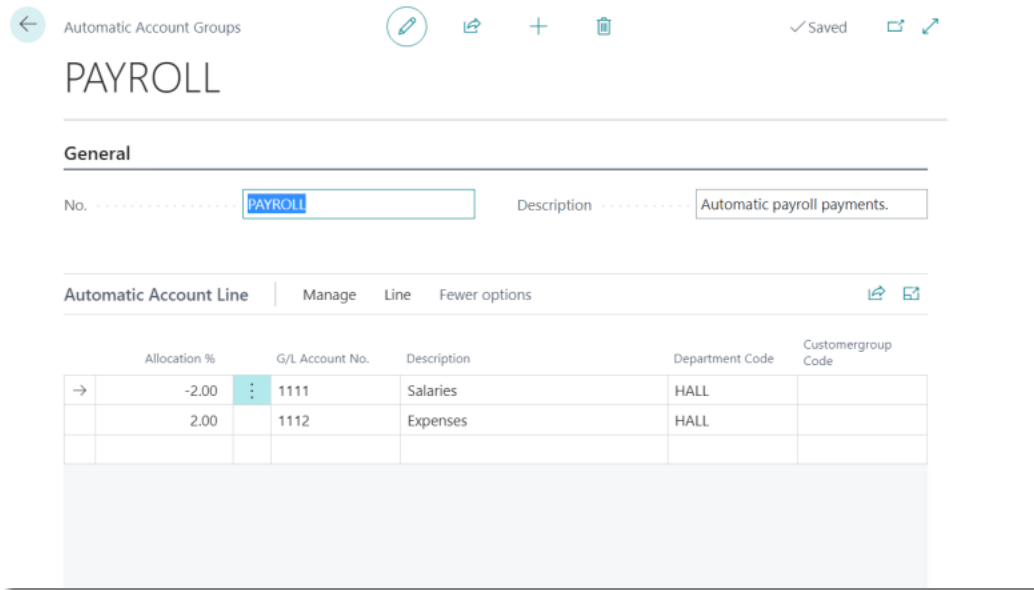 Automatic Account Groups
Saved
PAYROLL
General
No. PAYROLL Description Automatic payroll payments.
Automatic Account Line Manage Line Fewer options
Allocation % G/L Account No. Description Department Code Customergroup Code
-2.00 1111 Salaries HALL
2.00 1112 Expenses HALL